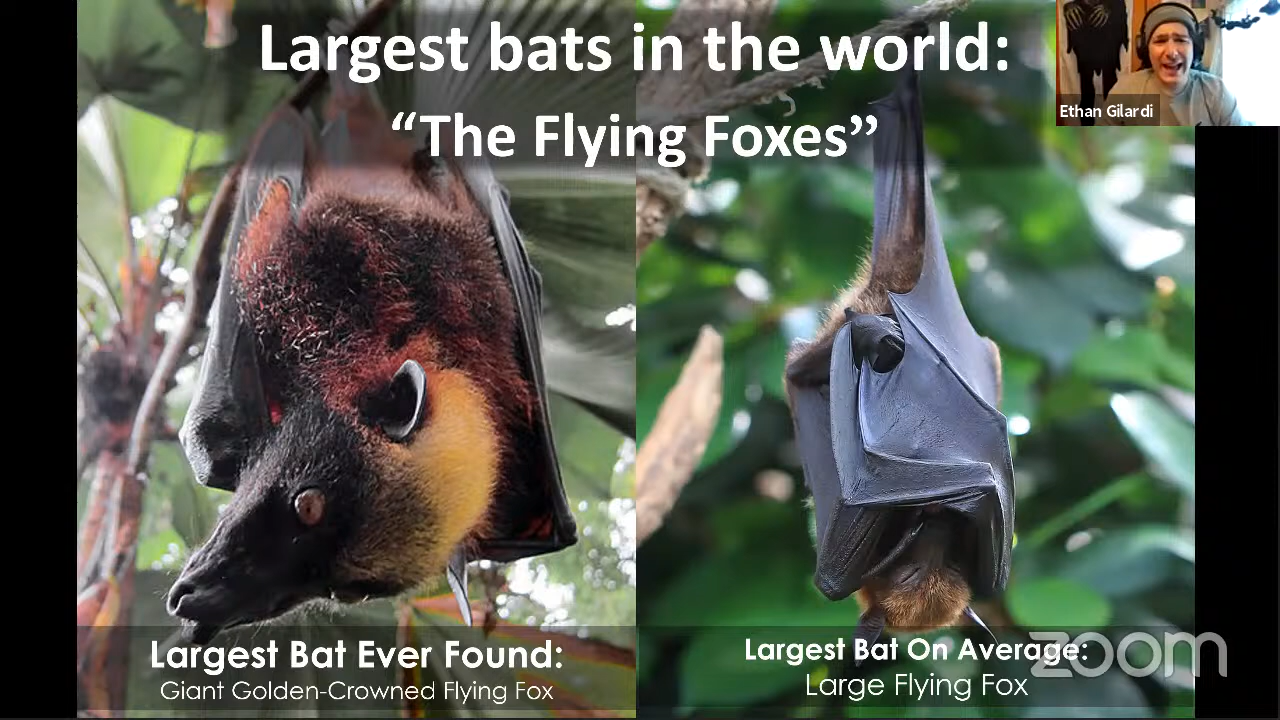 Largest bats in the world:
“The Flying Foxes”
Ethan Gilardi
Largest Bat Ever Found:
Giant Golden-Crowned Flying Fox
Largest Bat On Average:
Large Flying Fox
zoom